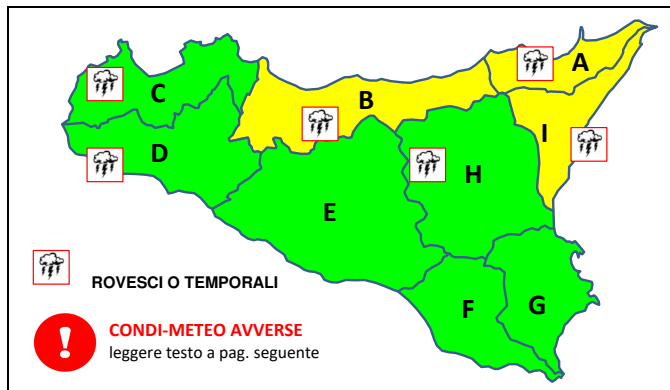 A
B
C
I
D
H
E
ROVESCI O TEMPORALI
F
G
CONDI-METEO AVVERSE
leggere testo a pag. seguente